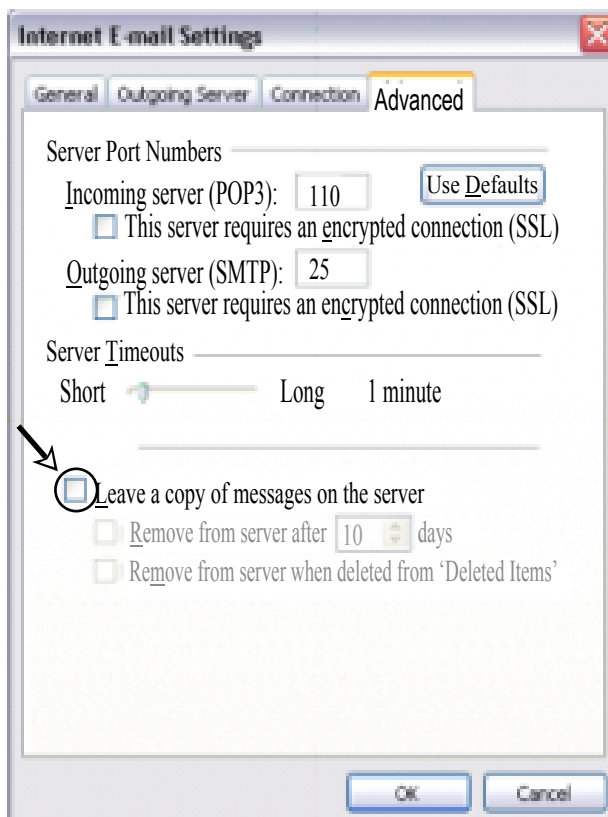 Internet E-mail Settings
General Outgoing Server Connection Advanced
Server Port Numbers
Incoming server (POP3): 110 Use Defaults
This server requires an encrypted connection (SSL)
Outgoing server (SMTP): 25
This server requires an encrypted connection (SSL)
Server Timeouts
Short Long 1 minute
Leave a copy of messages on the server
Remove from server after 10 days
Remove from server when deleted from ‘Deleted Items’
OK Cancel